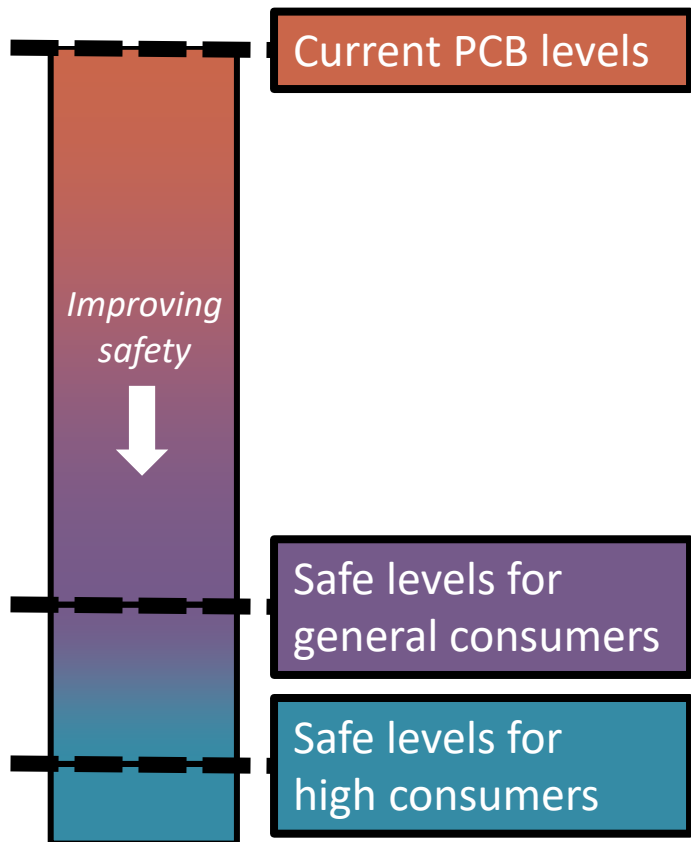 Current PCB levels
Improving
safety
Safe levels for
general consumers
Safe levels for
high consumers